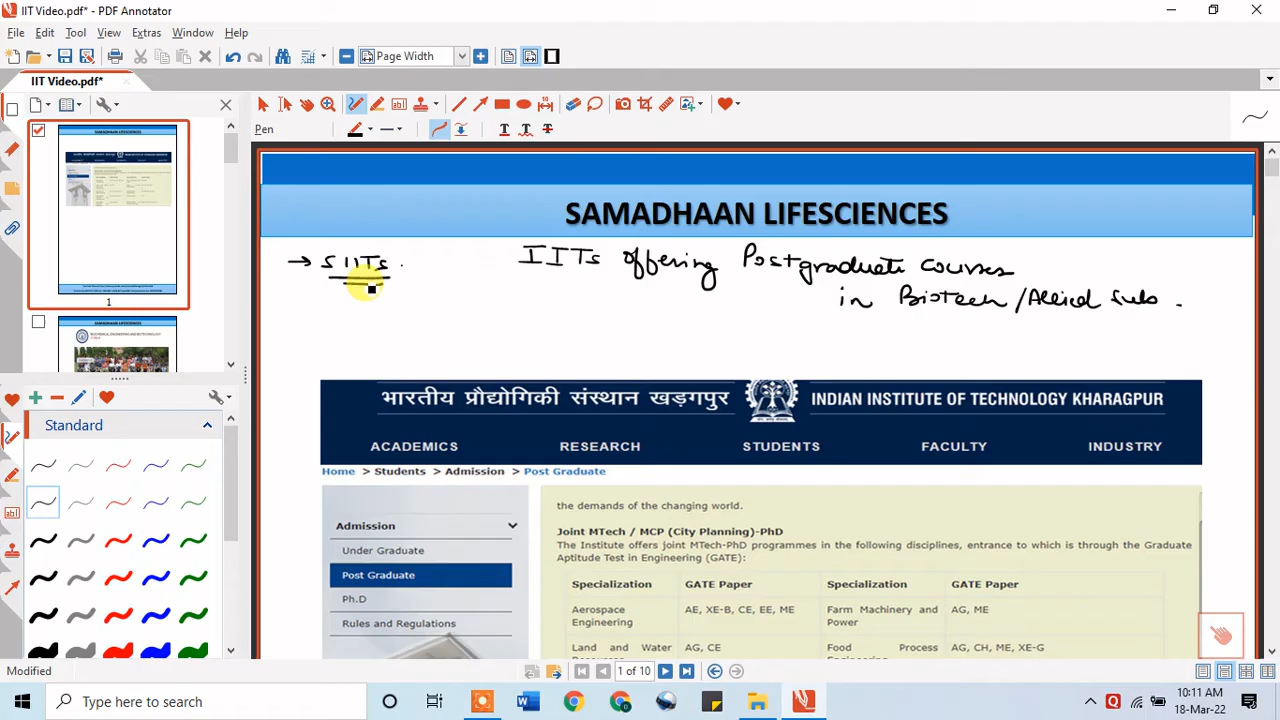 IIT Video.pdf* - PDF Annotator
File Edit Tool View Extras Window Help
Page Width
IIT Video.pdf*
Pen
SAMADHAAN LIFESCIENCES
→ 5 IITs . IITs offering Postgraduate Courses
in Biotech / Allied Subs .
1
Standard
भारतीय प्रौद्योगिकी संस्थान खड़गपुर INDIAN INSTITUTE OF TECHNOLOGY KHARAGPUR
ACADEMICS RESEARCH STUDENTS FACULTY INDUSTRY
Home > Students > Admission > Post Graduate
Admission
Under Graduate
Post Graduate
Ph.D
Rules and Regulations
the demands of the changing world.
Joint MTech / MCP (City Planning)-PhD
The Institute offers joint MTech-PhD programmes in the following disciplines, entrance to which is through the Graduate
Aptitude Test in Engineering (GATE):
Specialization GATE Paper Specialization GATE Paper
Aerospace Engineering AE, XE-B, CE, EE, ME Farm Machinery and Power AG, ME
Land and Water AG, CE Food Process AG, CH, ME, XE-G
Modified
1 of 10
Type here to search
10:11 AM
18-Mar-22